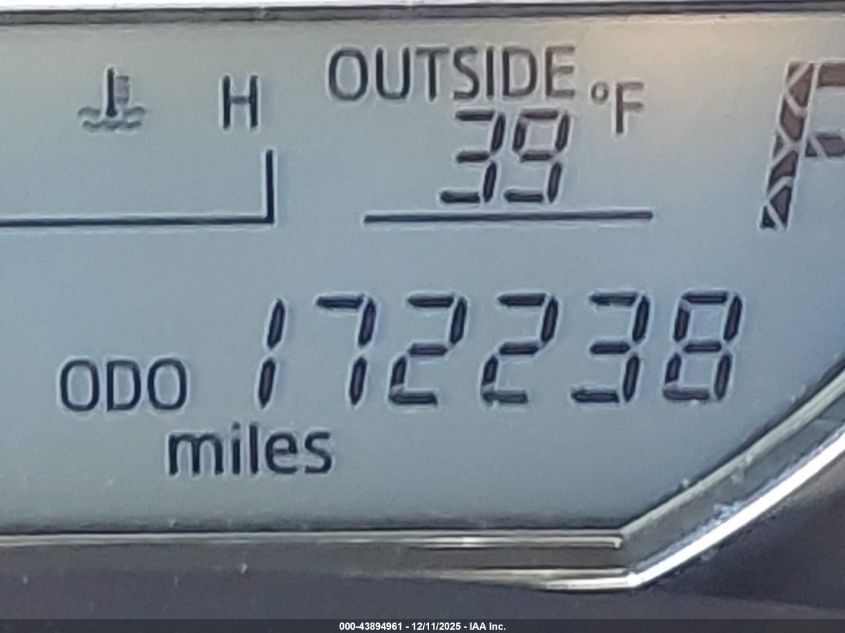 H OUTSIDE
39 °F
ODO 172238
miles
000-43894961 - 12/11/2025 - IAA Inc.